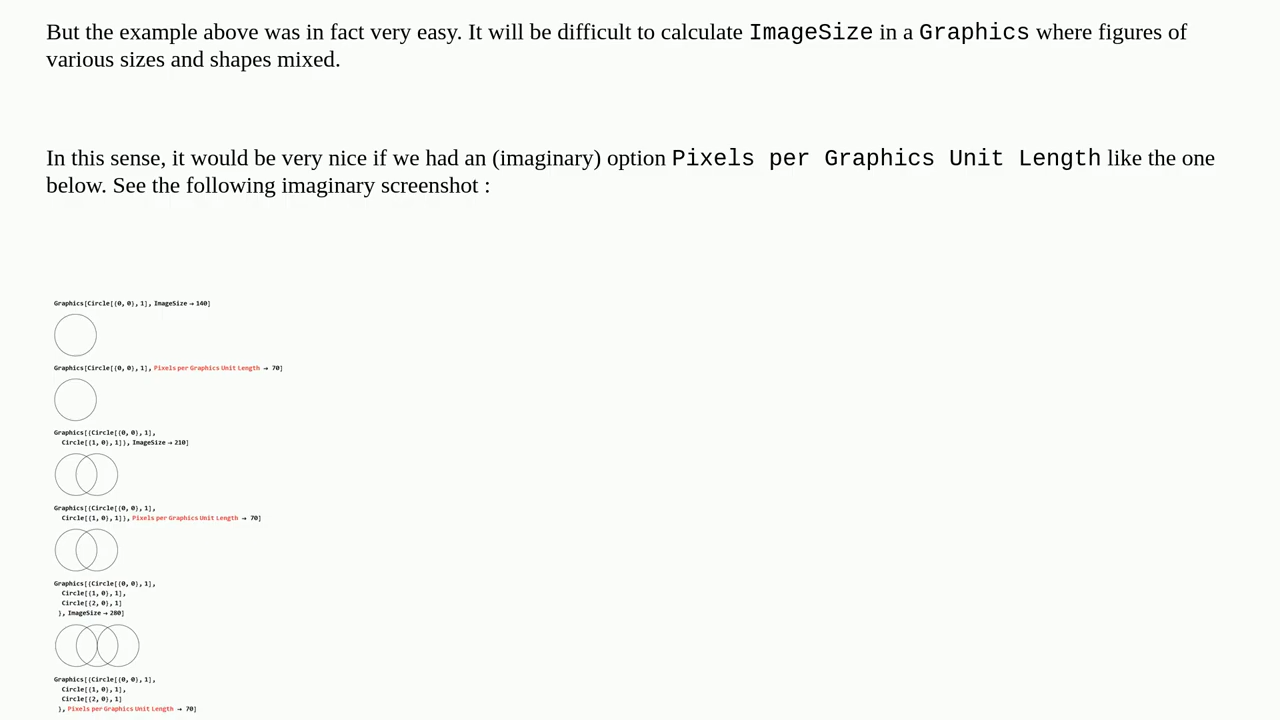 But the example above was in fact very easy. It will be difficult to calculate ImageSize in a Graphics where figures of
various sizes and shapes mixed.
In this sense, it would be very nice if we had an (imaginary) option Pixels per Graphics Unit Length like the one
below. See the following imaginary screenshot :
Graphics[Circle[{0, 0}, 1], ImageSize → 140]
Graphics[Circle[{0, 0}, 1], Pixels per Graphics Unit Length → 70]
Graphics[{Circle[{0, 0}, 1],
Circle[{1, 0}, 1]}, ImageSize → 210]
Graphics[{Circle[{0, 0}, 1],
Circle[{1, 0}, 1]}, Pixels per Graphics Unit Length → 70]
Graphics[{Circle[{0, 0}, 1],
Circle[{1, 0}, 1],
Circle[{2, 0}, 1]
}, ImageSize → 280]
Graphics[{Circle[{0, 0}, 1],
Circle[{1, 0}, 1],
Circle[{2, 0}, 1]
}, Pixels per Graphics Unit Length → 70]